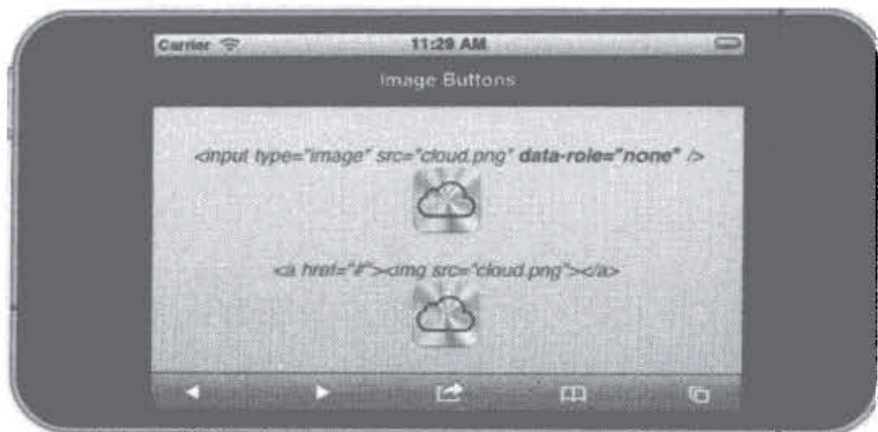 Carrier
11:29 AM
Image Buttons
<input type="image" src="cloud.png" data-role="none" />
<a href="#"><img src="cloud.png"></a>